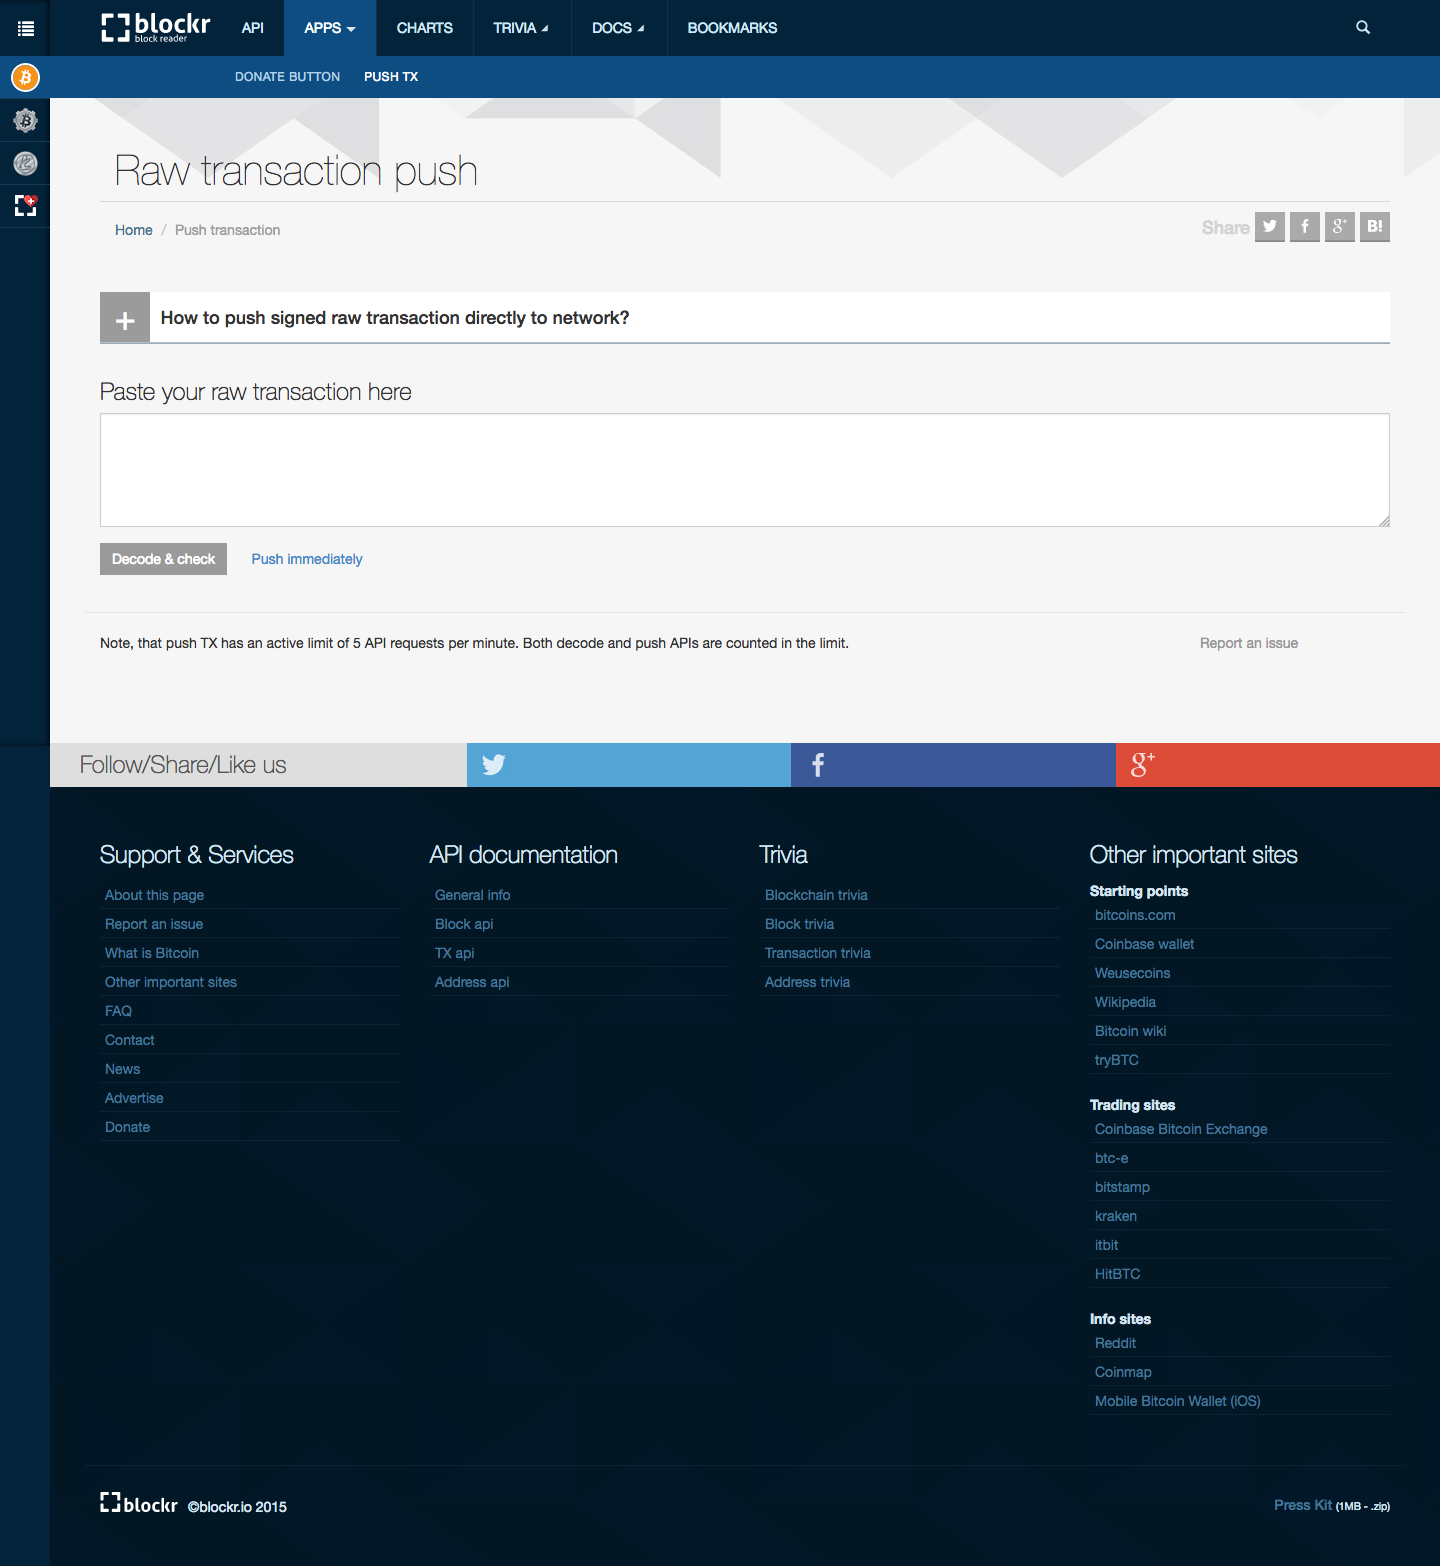 blockr
block reader
API
APPS
CHARTS
TRIVIA
DOCS
BOOKMARKS
DONATE BUTTON
PUSH TX
Raw transaction push
Home / Push transaction
Share
B!
+
How to push signed raw transaction directly to network?
Paste your raw transaction here
Decode & check
Push immediately
Note, that push TX has an active limit of 5 API requests per minute. Both decode and push APIs are counted in the limit.
Report an issue
Follow/Share/Like us
Support & Services
About this page
Report an issue
What is Bitcoin
Other important sites
FAQ
Contact
News
Advertise
Donate
API documentation
General info
Block api
TX api
Address api
Trivia
Blockchain trivia
Block trivia
Transaction trivia
Address trivia
Other important sites
Starting points
bitcoins.com
Coinbase wallet
Weusecoins
Wikipedia
Bitcoin wiki
tryBTC
Trading sites
Coinbase Bitcoin Exchange
btc-e
bitstamp
kraken
itbit
HitBTC
Info sites
Reddit
Coinmap
Mobile Bitcoin Wallet (iOS)
blockr ©blockr.io 2015
Press Kit (1MB - .zip)